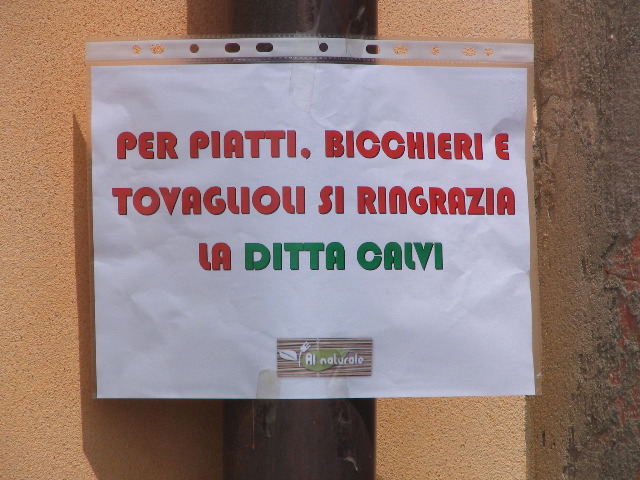 PER PIATTI, BICCHIERI E
TOVAGLIOLI SI RINGRAZIA
LA DITTA CALVI
Al naturale